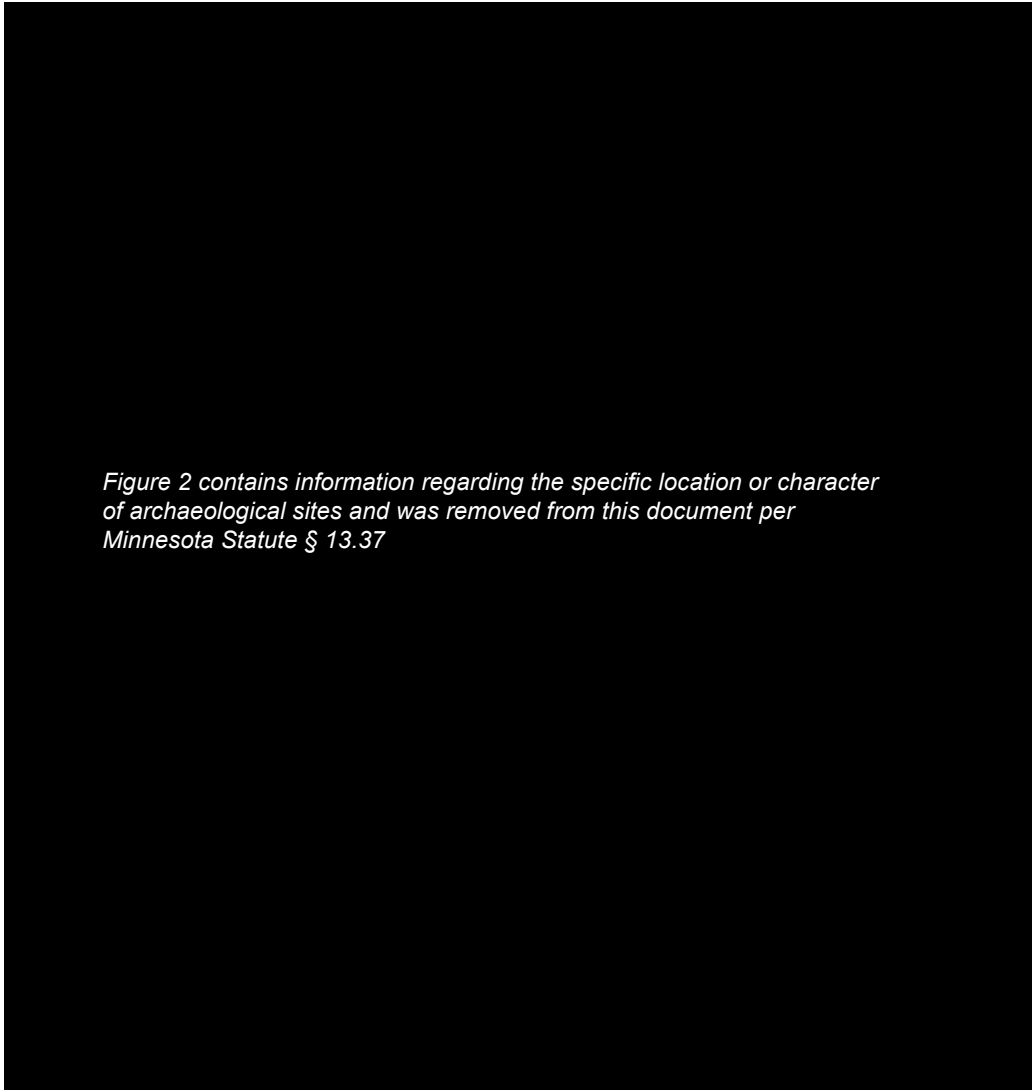 Figure 2 contains information regarding the specific location or character
of archaeological sites and was removed from this document per
Minnesota Statute § 13.37